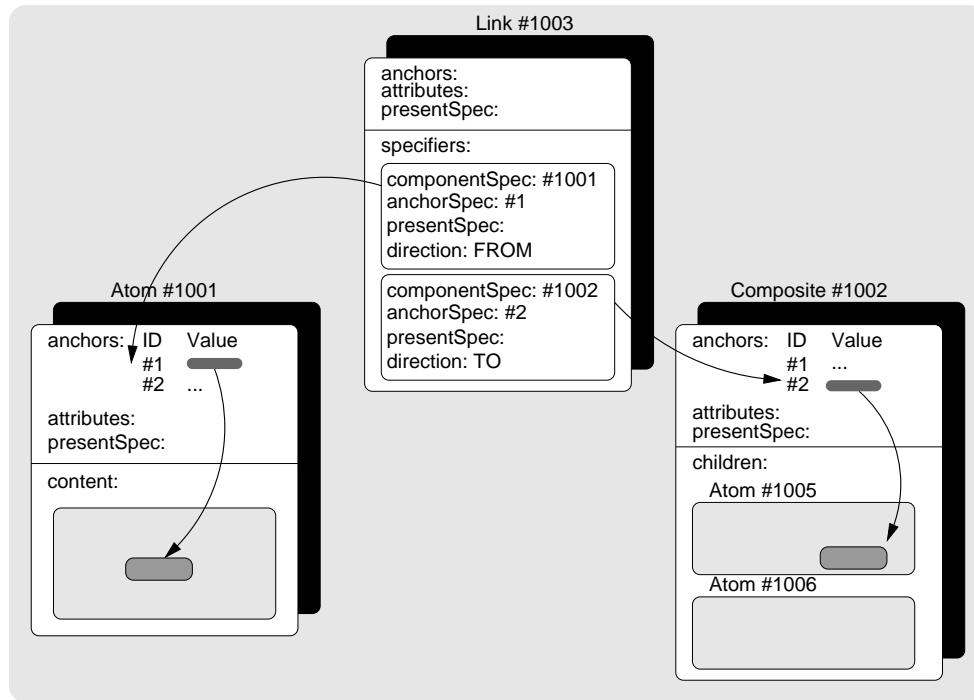 Link #1003
anchors:
attributes:
presentSpec:
specifiers:
componentSpec: #1001
anchorSpec: #1
presentSpec:
direction: FROM
componentSpec: #1002
anchorSpec: #2
presentSpec:
direction: TO
Atom #1001
anchors: ID Value
#1
#2 ...
attributes:
presentSpec:
content:
Composite #1002
anchors: ID Value
#1 ...
#2
attributes:
presentSpec:
children:
Atom #1005
Atom #1006